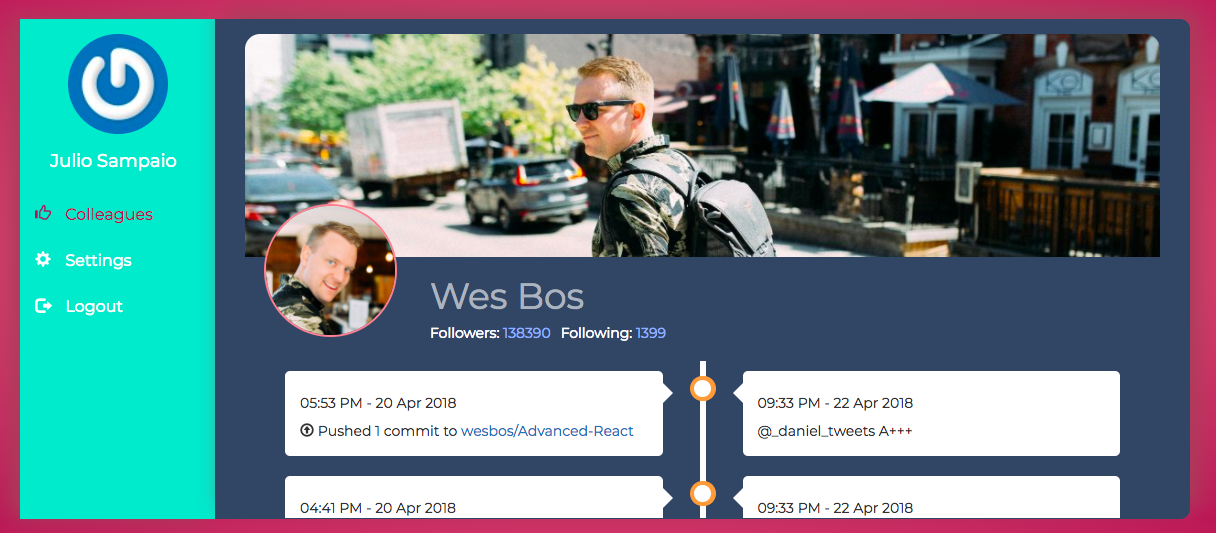 Julio Sampaio
Colleagues
Settings
Logout
Wes Bos
Followers: 138390 Following: 1399
05:53 PM - 20 Apr 2018
Pushed 1 commit to wesbos/Advanced-React
09:33 PM - 22 Apr 2018
@_daniel_tweets A+++
04:41 PM - 20 Apr 2018
09:33 PM - 22 Apr 2018